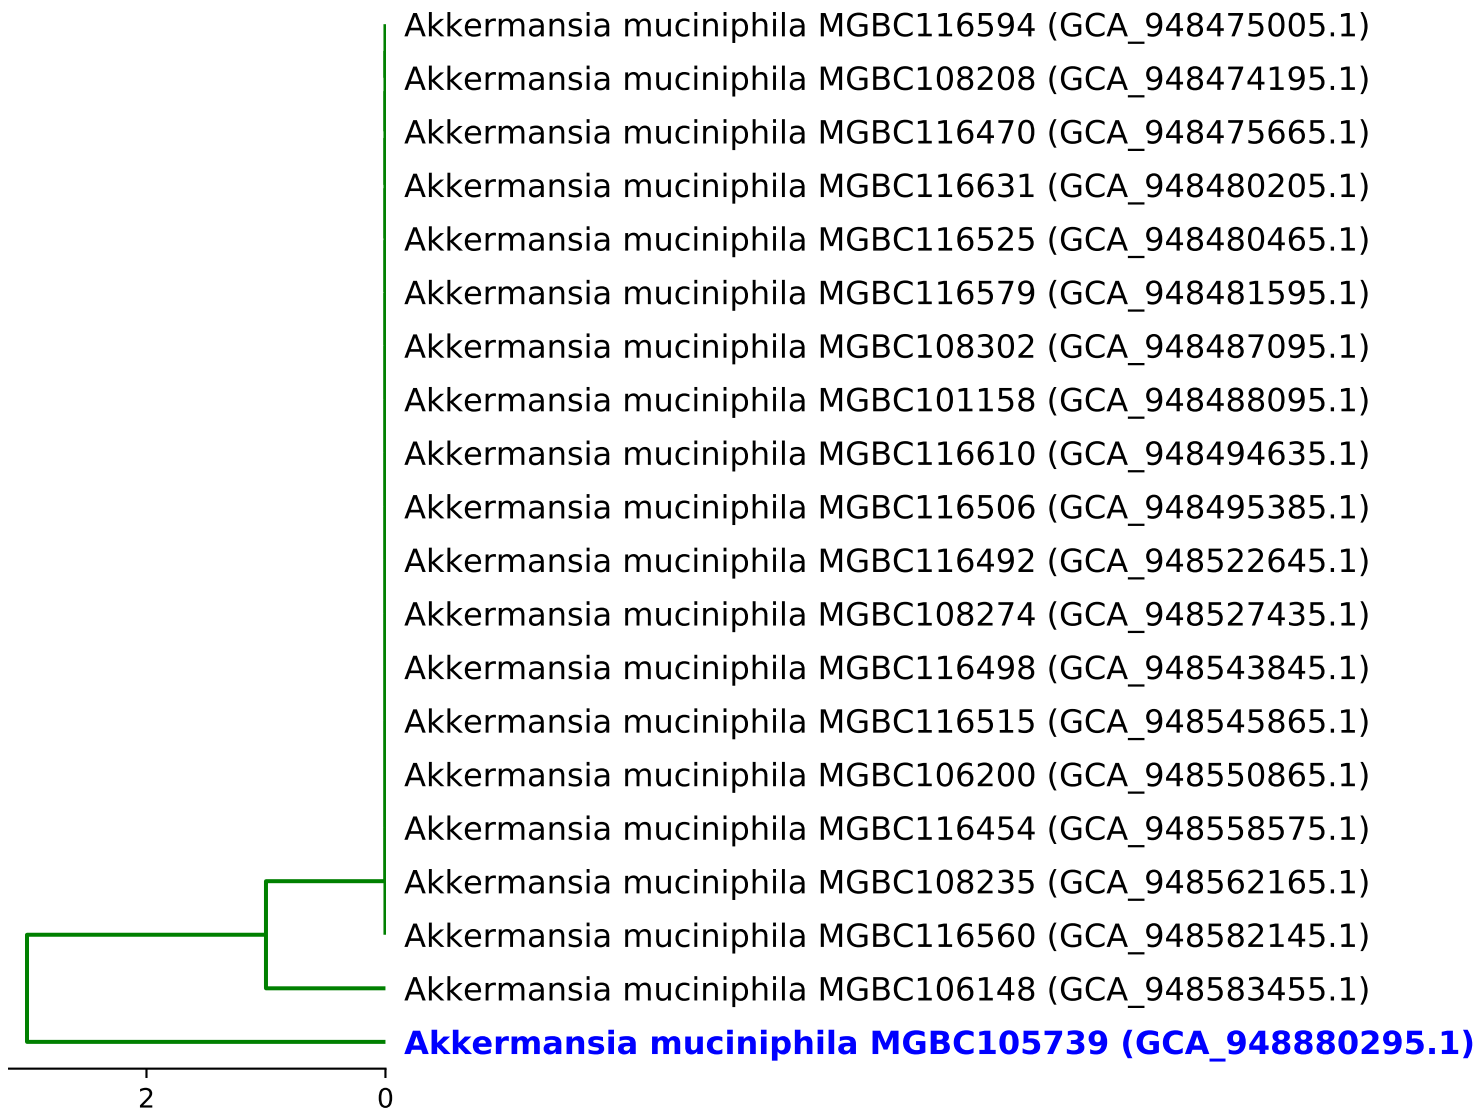 Akkermansia muciniphila MGBC116594 (GCA_948475005.1)
Akkermansia muciniphila MGBC108208 (GCA_948474195.1)
Akkermansia muciniphila MGBC116470 (GCA_948475665.1)
Akkermansia muciniphila MGBC116631 (GCA_948480205.1)
Akkermansia muciniphila MGBC116525 (GCA_948480465.1)
Akkermansia muciniphila MGBC116579 (GCA_948481595.1)
Akkermansia muciniphila MGBC108302 (GCA_948487095.1)
Akkermansia muciniphila MGBC101158 (GCA_948488095.1)
Akkermansia muciniphila MGBC116610 (GCA_948494635.1)
Akkermansia muciniphila MGBC116506 (GCA_948495385.1)
Akkermansia muciniphila MGBC116492 (GCA_948522645.1)
Akkermansia muciniphila MGBC108274 (GCA_948527435.1)
Akkermansia muciniphila MGBC116498 (GCA_948543845.1)
Akkermansia muciniphila MGBC116515 (GCA_948545865.1)
Akkermansia muciniphila MGBC106200 (GCA_948550865.1)
Akkermansia muciniphila MGBC116454 (GCA_948558575.1)
Akkermansia muciniphila MGBC108235 (GCA_948562165.1)
Akkermansia muciniphila MGBC116560 (GCA_948582145.1)
Akkermansia muciniphila MGBC106148 (GCA_948583455.1)
Akkermansia muciniphila MGBC105739 (GCA_948880295.1)
2 0